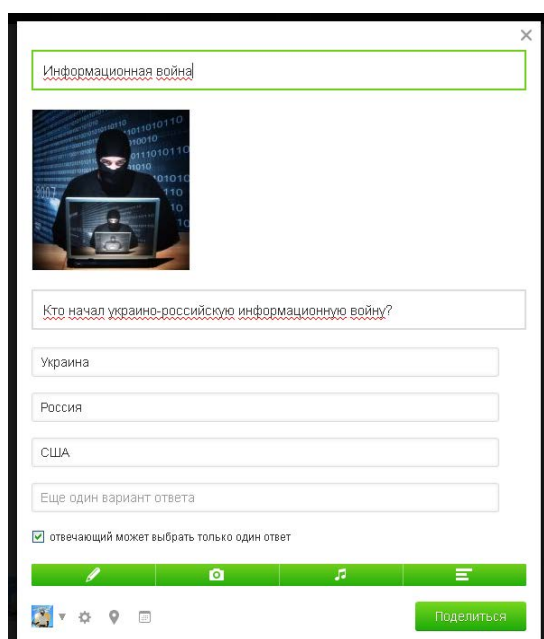 Информационная война
Кто начал украино-российскую информационную войну?
Украина
Россия
США
Еще один вариант ответа
отвечающий может выбрать только один ответ
Поделиться